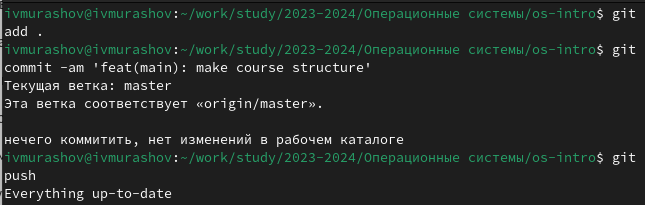 ivmurashov@ivmurashov:~/work/study/2023-2024/Операционные системы/os-intro$ git
add .
ivmurashov@ivmurashov:~/work/study/2023-2024/Операционные системы/os-intro$ git
commit -am 'feat(main): make course structure'
Текущая ветка: master
Эта ветка соответствует «origin/master».

нечего коммитить, нет изменений в рабочем каталоге
ivmurashov@ivmurashov:~/work/study/2023-2024/Операционные системы/os-intro$ git
push
Everything up-to-date